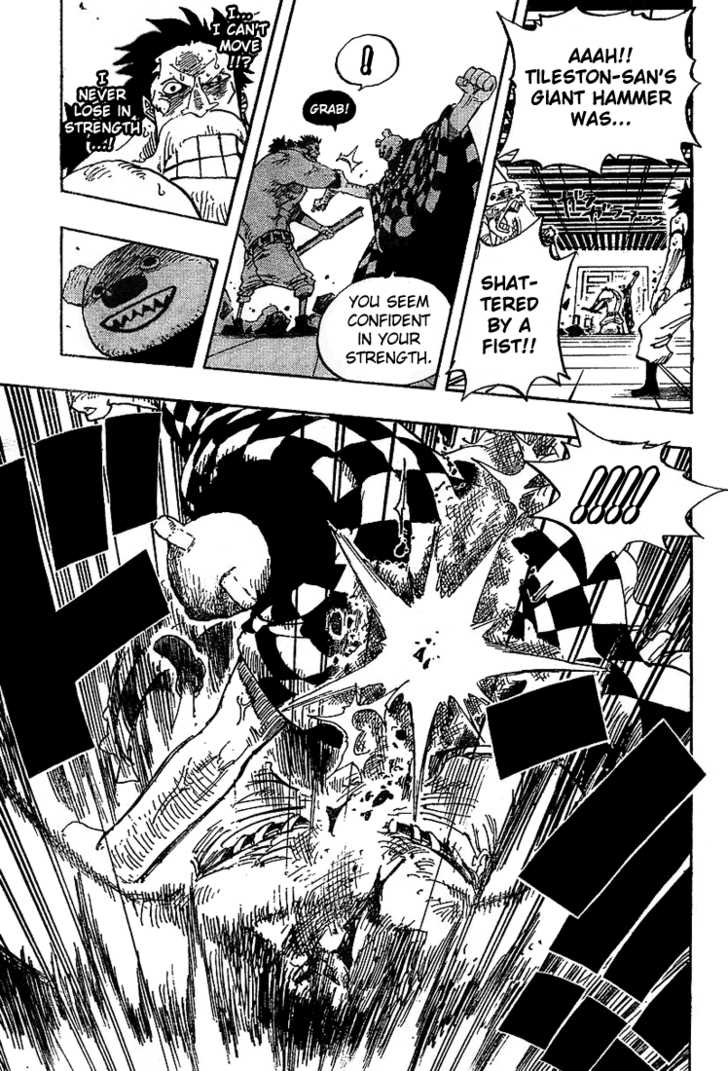 AAAH!!
TILESTON-SAN'S
GIANT HAMMER
WAS...
SHAT-
TERED
BY A
FIST!!
!
GRAB!
YOU SEEM
CONFIDENT
IN YOUR
STRENGTH.
I...
I CAN'T
MOVE
!!?
I
NEVER
LOSE IN
STRENGTH
...!
!!!!